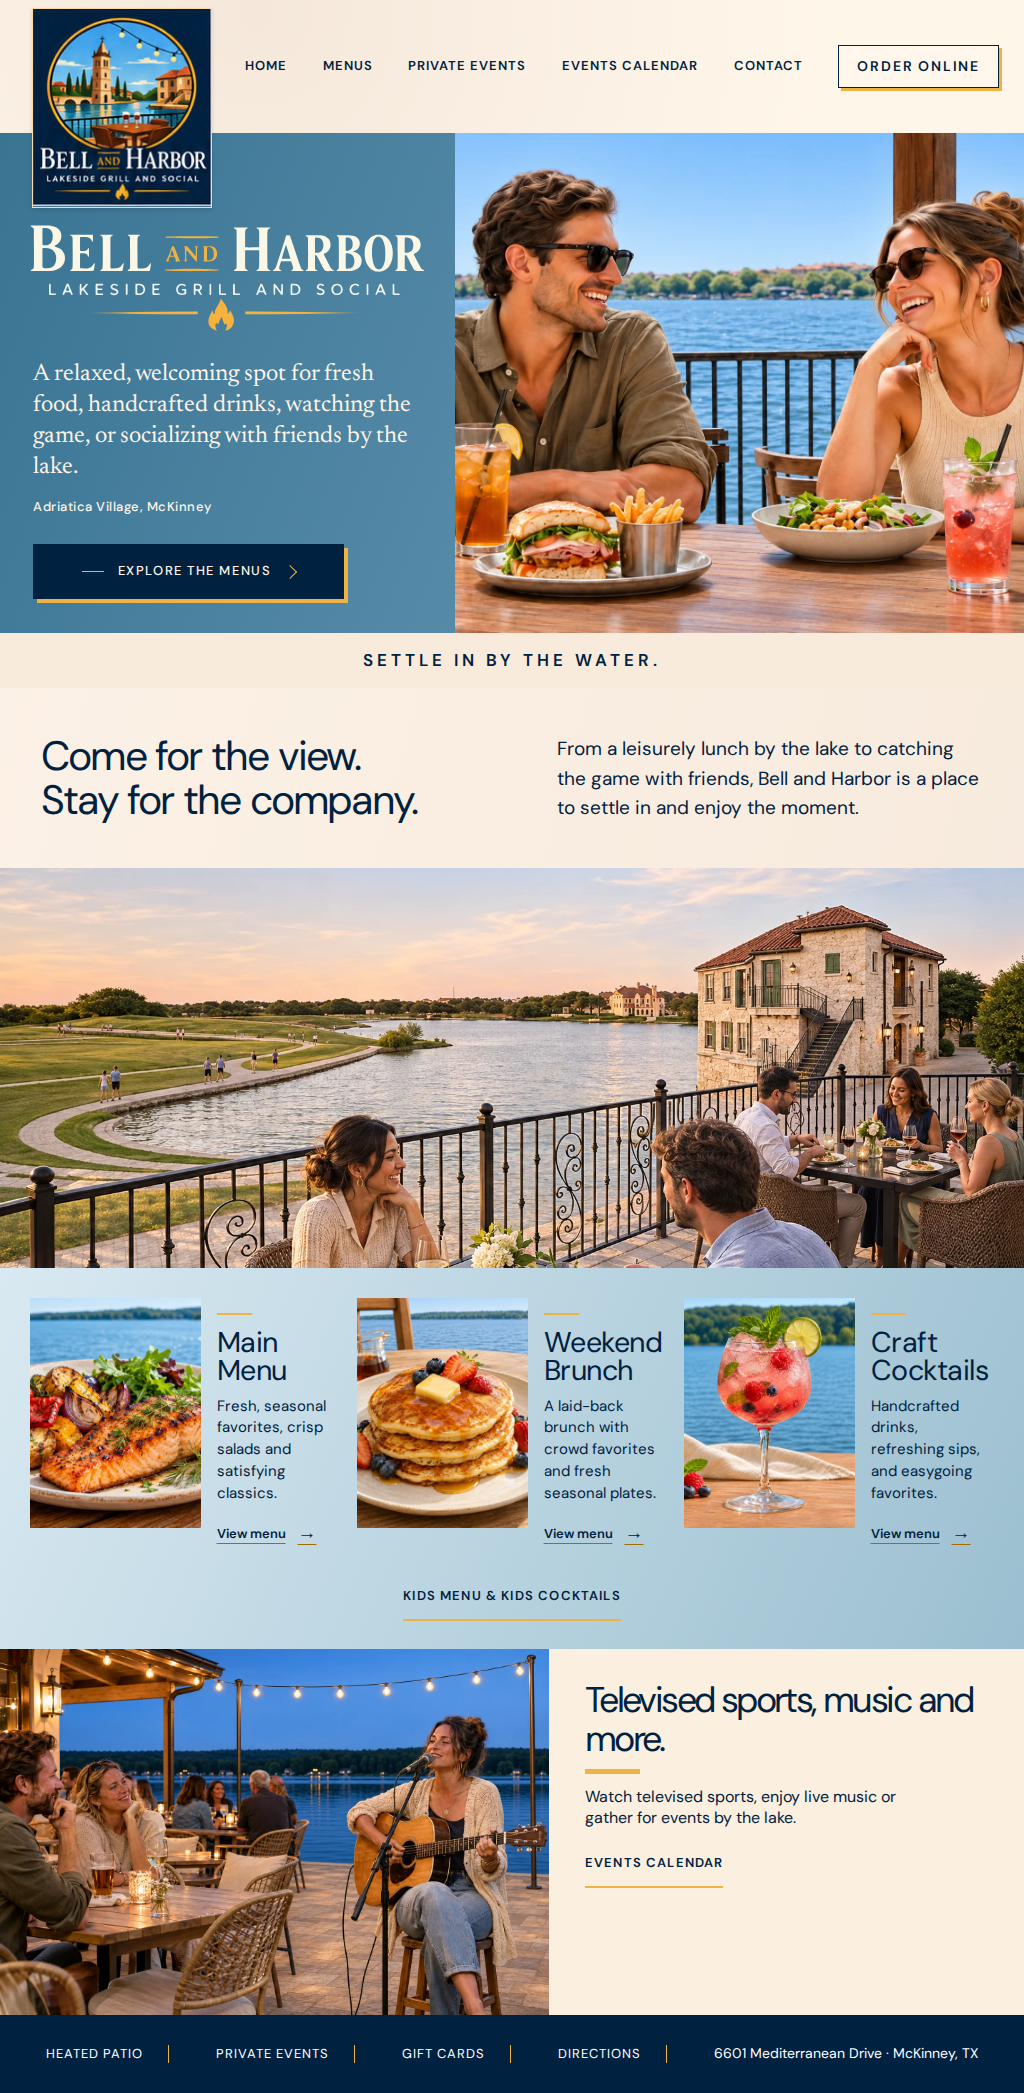 BELL AND HARBOR
LAKESIDE GRILL AND SOCIAL
HOME
MENUS
PRIVATE EVENTS
EVENTS CALENDAR
CONTACT
ORDER ONLINE
BELL AND HARBOR
LAKESIDE GRILL AND SOCIAL
A relaxed, welcoming spot for fresh
food, handcrafted drinks, watching the
game, or socializing with friends by the
lake.
Adriatica Village, McKinney
EXPLORE THE MENUS
SETTLE IN BY THE WATER.
Come for the view.
Stay for the company.
From a leisurely lunch by the lake to catching
the game with friends, Bell and Harbor is a place
to settle in and enjoy the moment.
Main
Menu
Fresh, seasonal
favorites, crisp
salads and
satisfying
classics.
View menu →
Weekend
Brunch
A laid-back
brunch with
crowd favorites
and fresh
seasonal plates.
View menu →
Craft
Cocktails
Handcrafted
drinks,
refreshing sips,
and easygoing
favorites.
View menu →
KIDS MENU & KIDS COCKTAILS
Televised sports, music and
more.
Watch televised sports, enjoy live music or
gather for events by the lake.
EVENTS CALENDAR
HEATED PATIO
PRIVATE EVENTS
GIFT CARDS
DIRECTIONS
6601 Mediterranean Drive · McKinney, TX